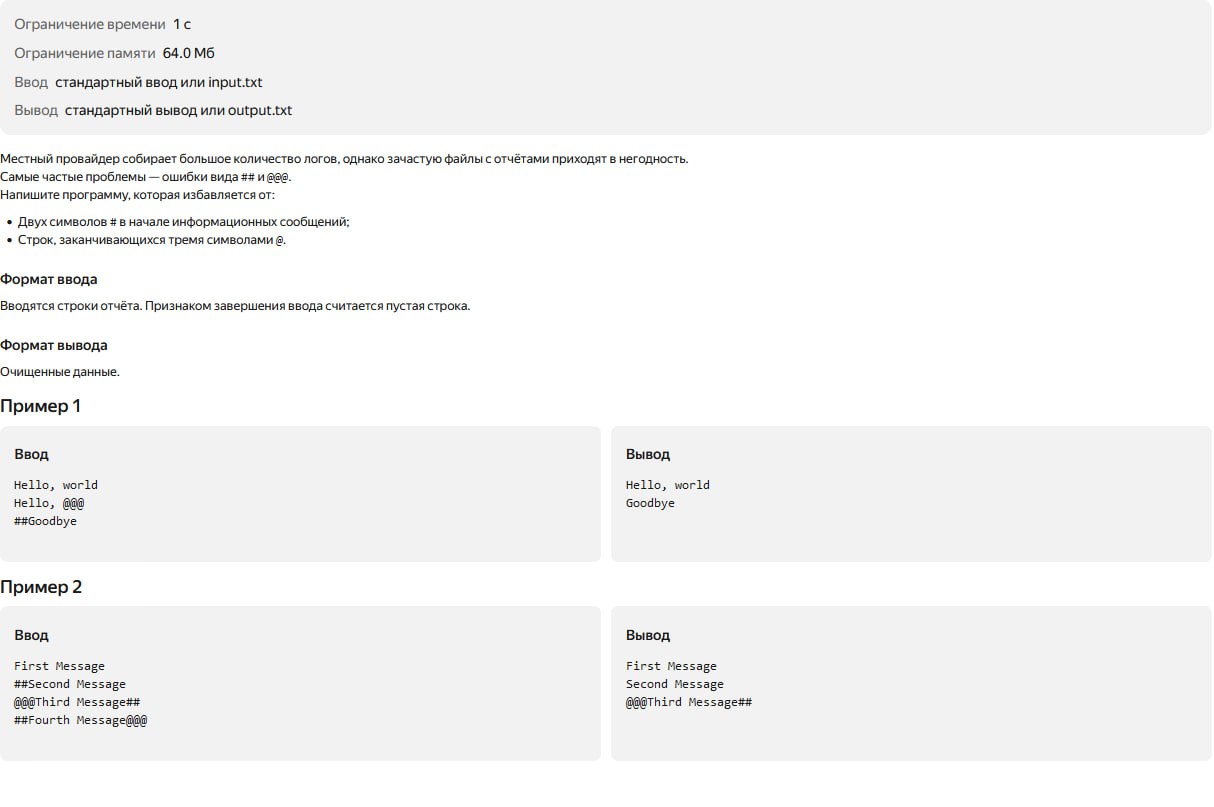 Ограничение времени 1 с
Ограничение памяти 64.0 Мб
Ввод стандартный ввод или input.txt
Вывод стандартный вывод или output.txt
Местный провайдер собирает большое количество логов, однако зачастую файлы с отчётами приходят в негодность.
Самые частые проблемы — ошибки вида ## и @@@.
Напишите программу, которая избавляется от:
• Двух символов # в начале информационных сообщений;
• Строк, заканчивающихся тремя символами @.
Формат ввода
Вводятся строки отчёта. Признаком завершения ввода считается пустая строка.
Формат вывода
Очищенные данные.
Пример 1
Ввод
Hello, world
Hello, @@@
##Goodbye
Вывод
Hello, world
Goodbye
Пример 2
Ввод
First Message
##Second Message
@@@Third Message##
##Fourth Message@@@
Вывод
First Message
Second Message
@@@Third Message##